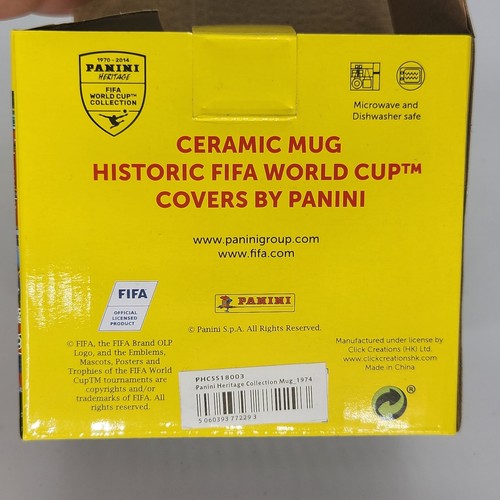 1970 - 2014
PANINI
HERITAGE
FIFA
WORLD CUP™
COLLECTION
Microwave and
Dishwasher safe
CERAMIC MUG
HISTORIC FIFA WORLD CUP™
COVERS BY PANINI
www.paninigroup.com
www.fifa.com
FIFA
OFFICIAL
LICENSED
PRODUCT
PANINI
© Panini S.p.A. All Rights Reserved.
© FIFA, the FIFA Brand OLP
Logo, and the Emblems,
Mascots, Posters and
Trophies of the FIFA World
CupTM tournaments are
copyrights and/or
trademarks of FIFA. All
rights reserved.
Manufactured under license by
Click Creations (HK) Ltd:
www.clickcreationshk.com
Made in China
PHCSS18003
Panini Heritage Collection Mug_1974
5 060393 772293
®